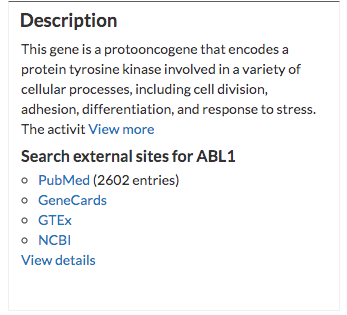 Description
This gene is a protooncogene that encodes a
protein tyrosine kinase involved in a variety of
cellular processes, including cell division,
adhesion, differentiation, and response to stress.
The activit View more
Search external sites for ABL1
PubMed (2602 entries)
GeneCards
GTEx
NCBI
View details